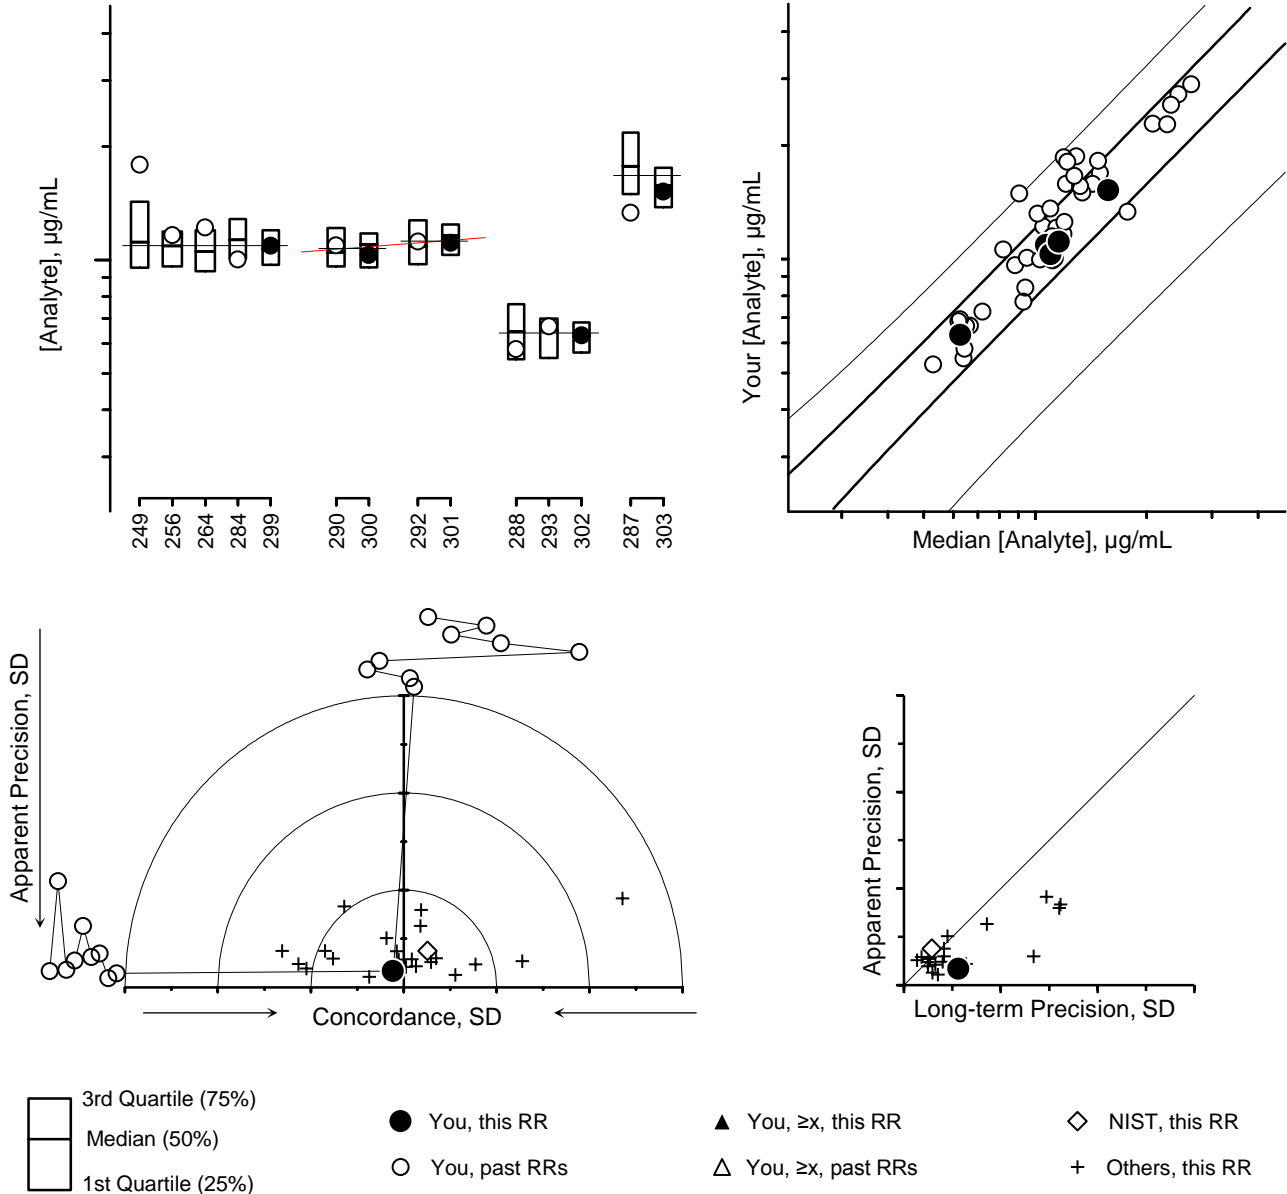 [Analyte], µg/mL
249
256
264
284
299
290
300
292
301
288
293
302
287
303
Your [Analyte], µg/mL
Median [Analyte], µg/mL
Apparent Precision, SD
Concordance, SD
Apparent Precision, SD
Long-term Precision, SD
3rd Quartile (75%)
Median (50%)
1st Quartile (25%)
You, this RR
You, past RRs
You, ≥x, this RR
You, ≥x, past RRs
NIST, this RR
Others, this RR